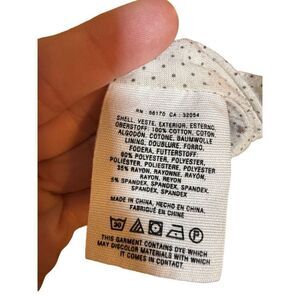 RN : 66170 CA : 32054
SHELL, VESTE, EXTERIOR, ESTERNO,
OBERSTOFF: 100% COTTON, COTON
ALGODÓN, COTONE, BAUMWOLLE
LINING, DOUBLURE, FORRO,
FODERA, FUTTERSTOFF:
60% POLYESTER, POLYESTER,
POLIÉSTER, POLIESTERE, POLYESTER
35% RAYON, RAYONNE, RAYÓN,
RAYON, REYON
5% SPANDEX, SPANDEX, SPANDEX,
SPANDEX, SPANDEX
MADE IN CHINA, HECHO EN CHINA,
FABRIQUÉ EN CHINE
30
THIS GARMENT CONTAINS DYE WHICH
MAY DISCOLOR MATERIALS WITH WHICH
IT COMES IN CONTACT.